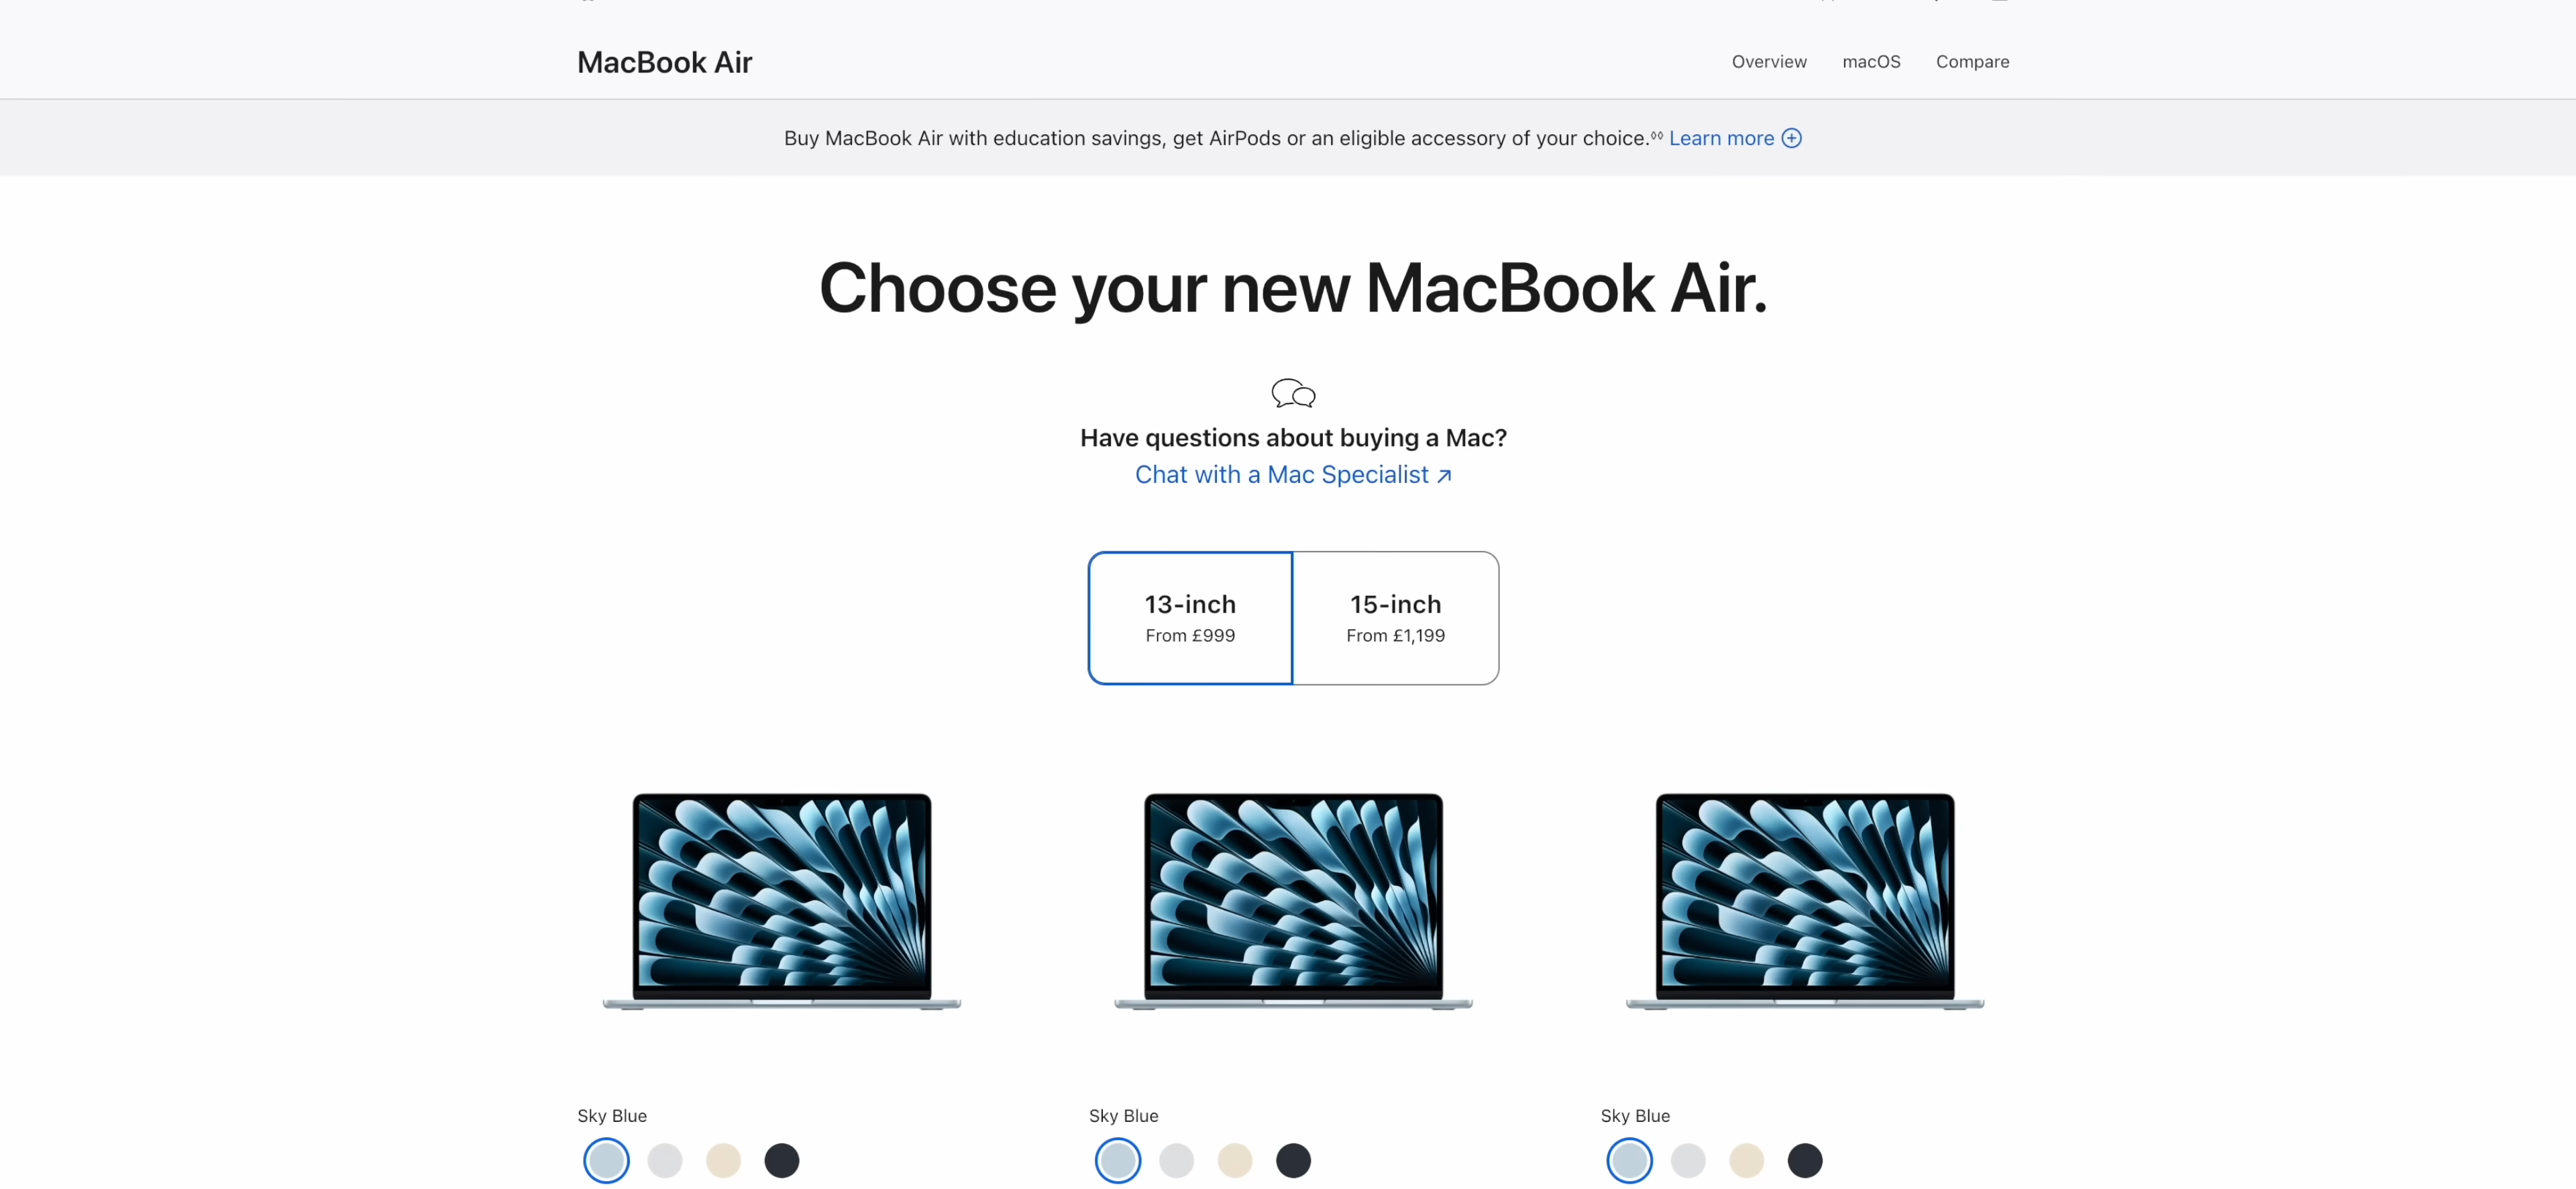 MacBook Air
Overview
macOS
Compare
Buy MacBook Air with education savings, get AirPods or an eligible accessory of your choice.◊◊ Learn more
Choose your new MacBook Air.
Have questions about buying a Mac?
Chat with a Mac Specialist ↗
13-inch
From £999
15-inch
From £1,199
Sky Blue
Sky Blue
Sky Blue